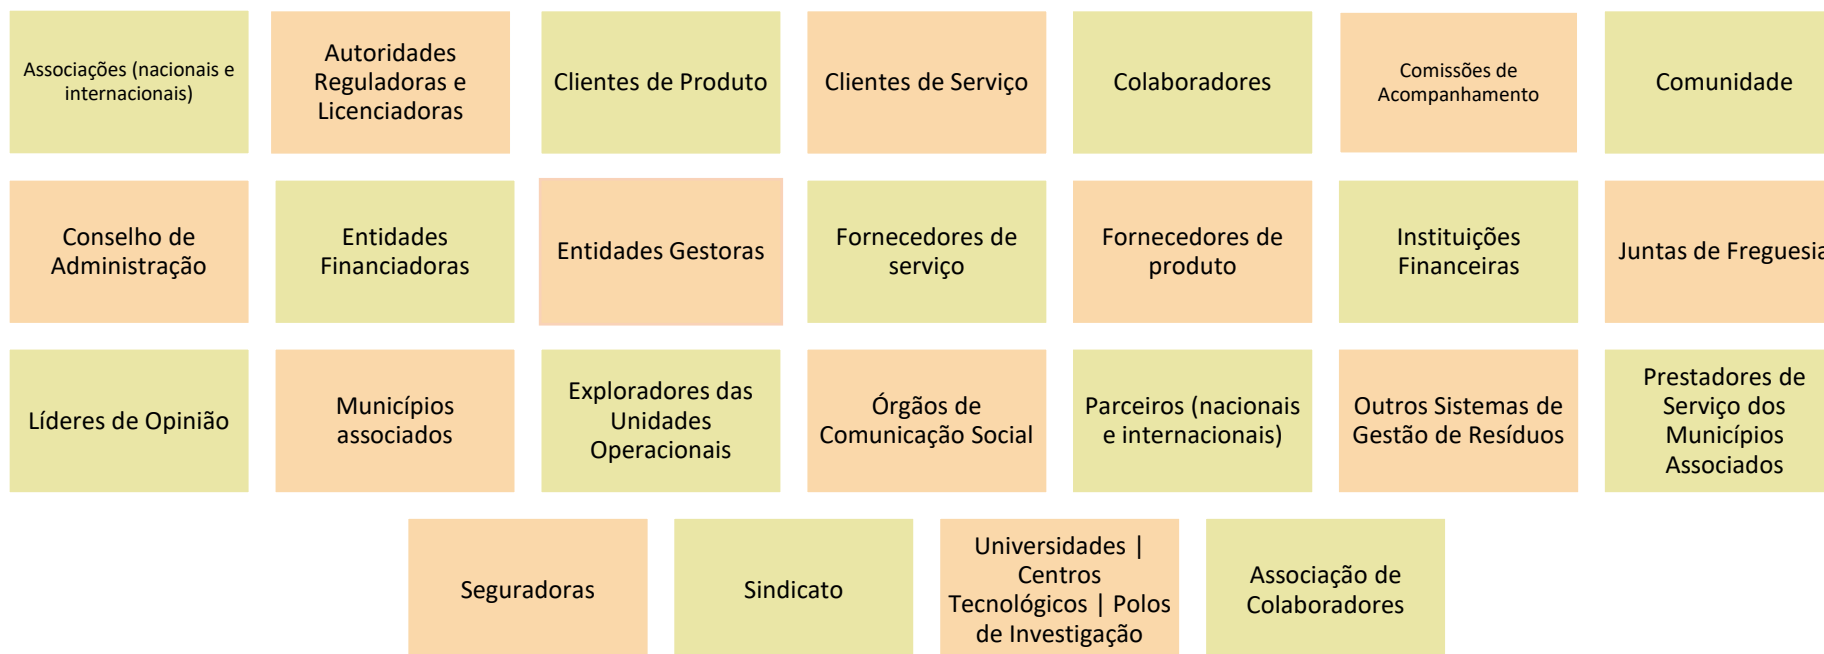 Associações (nacionais e
internacionais)
Autoridades
Reguladoras e
Licenciadoras
Clientes de Produto
Clientes de Serviço
Colaboradores
Comissões de
Acompanhamento
Comunidade
Conselho de
Administração
Entidades
Financiadoras
Entidades Gestoras
Fornecedores de
serviço
Fornecedores de
produto
Instituições
Financeiras
Juntas de Freguesia
Líderes de Opinião
Municípios
associados
Exploradores das
Unidades
Operacionais
Órgãos de
Comunicação Social
Parceiros (nacionais
e internacionais)
Outros Sistemas de
Gestão de Resíduos
Prestadores de
Serviço dos
Municípios
Associados
Seguradoras
Sindicato
Universidades |
Centros
Tecnológicos | Polos
de Investigação
Associação de
Colaboradores